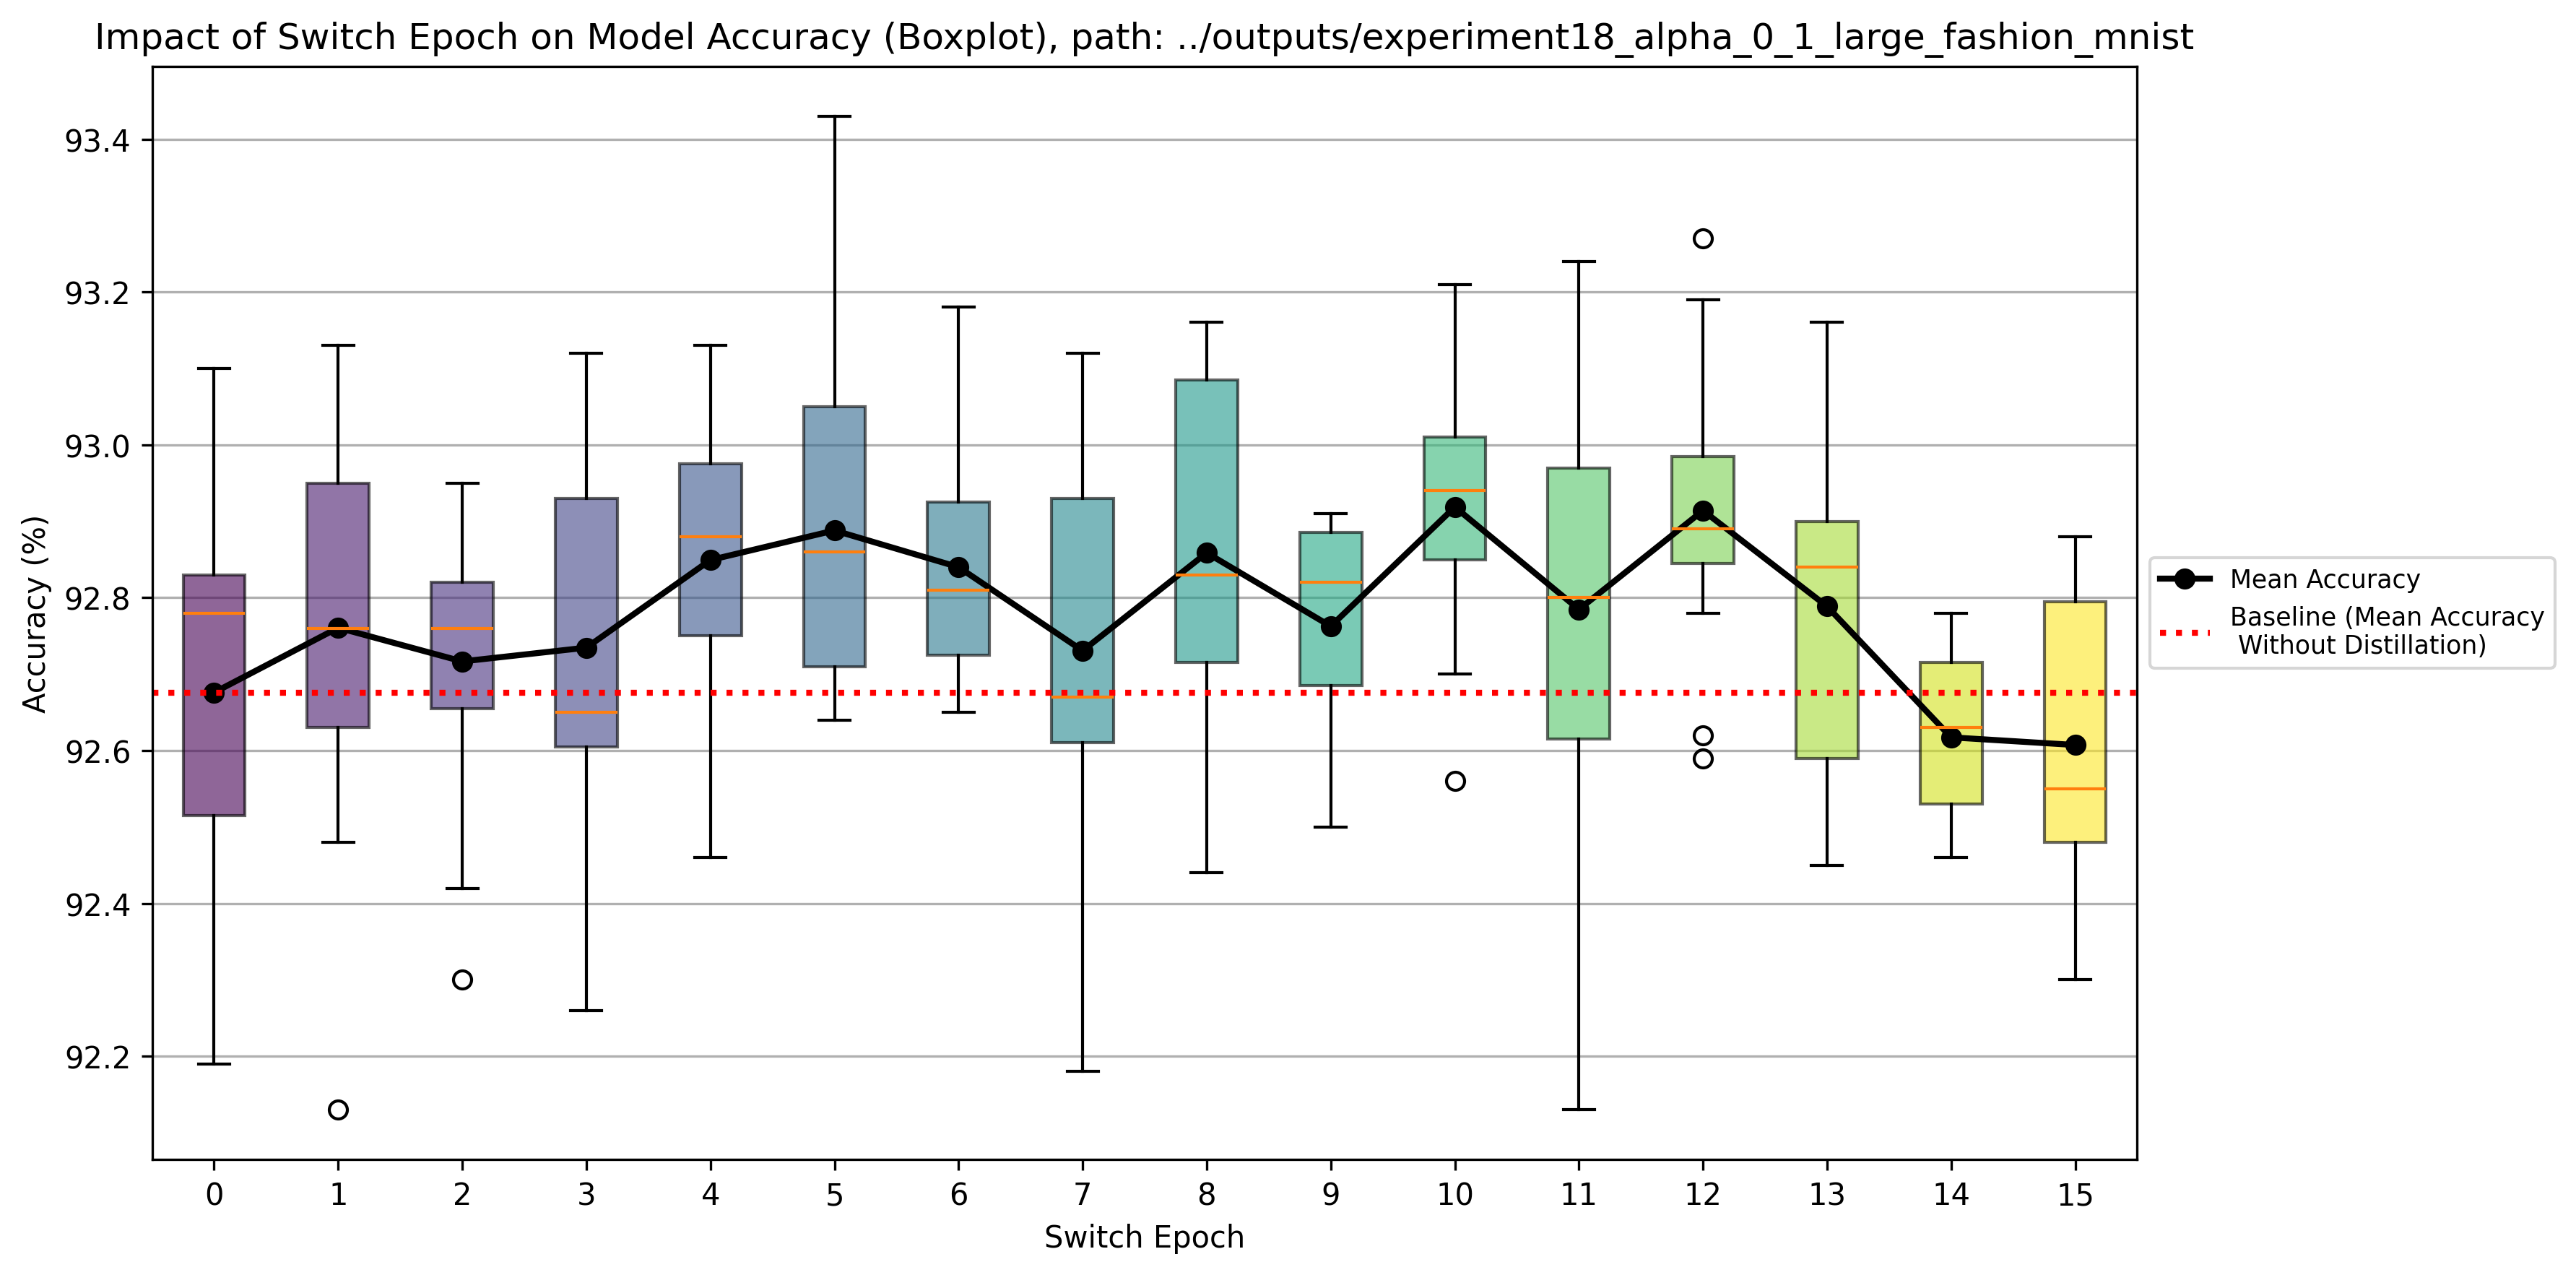 Impact of Switch Epoch on Model Accuracy (Boxplot), path: ../outputs/experiment18_alpha_0_1_large_fashion_mnist
Accuracy (%)
93.4
93.2
93.0
92.8
92.6
92.4
92.2
0 1 2 3 4 5 6 7 8 9 10 11 12 13 14 15
Switch Epoch
Mean Accuracy
Baseline (Mean Accuracy
Without Distillation)